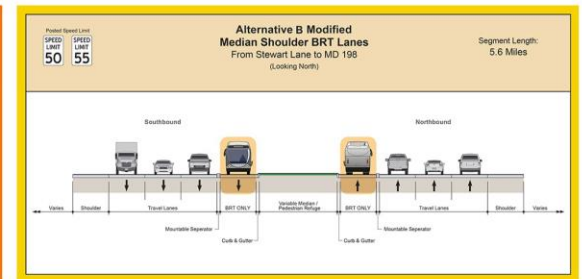 Posted Speed Limit
SPEED LIMIT 50
SPEED LIMIT 55
Alternative B Modified
Median Shoulder BRT Lanes
From Stewart Lane to MD 198
(Looking North)
Segment Length:
5.6 Miles
Southbound
Northbound
Varies
Shoulder
Travel Lanes
BRT ONLY
Variable Median /
Pedestrian Refuge
BRT ONLY
Travel Lanes
Shoulder
Varies
Mountable Seperator
Curb & Gutter
Curb & Gutter
Mountable Seperator